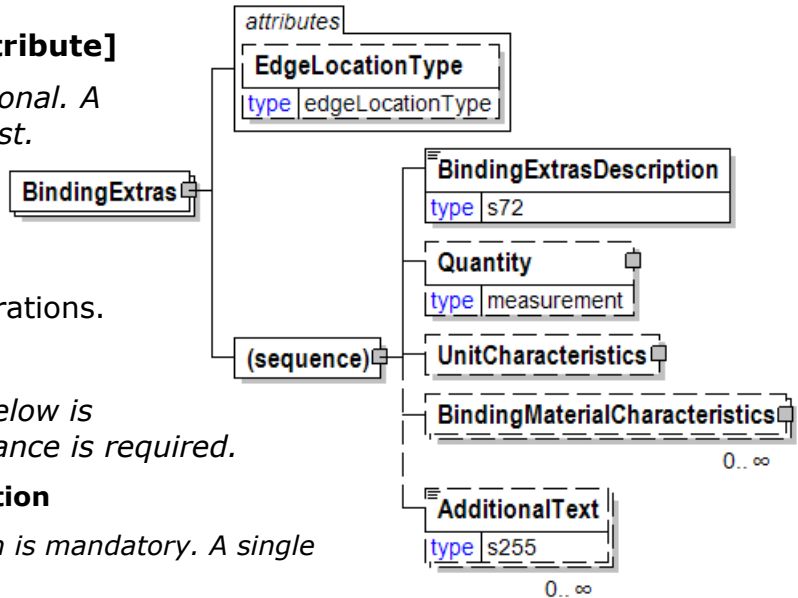 tribute]
onal. A
st.
rations.
elow is
ance is required.
tion
n is mandatory. A single
attributes
EdgeLocationType
type edgeLocationType
BindingExtras
(sequence)
BindingExtrasDescription
type s72
Quantity
type measurement
UnitCharacteristics
BindingMaterialCharacteristics
0.. ∞
AdditionalText
type s255
0.. ∞